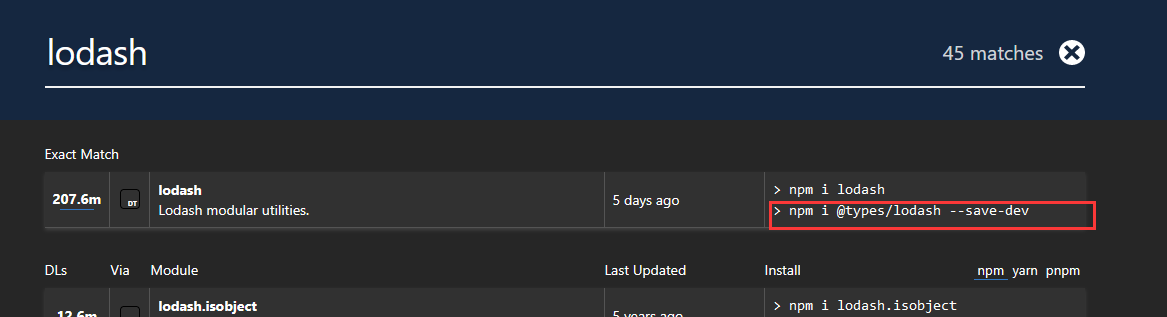 lodash
45 matches
Exact Match
207.6m
DT
lodash
Lodash modular utilities.
5 days ago
> npm i lodash
> npm i @types/lodash --save-dev
DLs
Via
Module
Last Updated
Install
npm yarn pnpm
12.6m
lodash.isobject
5 years ago
> npm i lodash.isobject